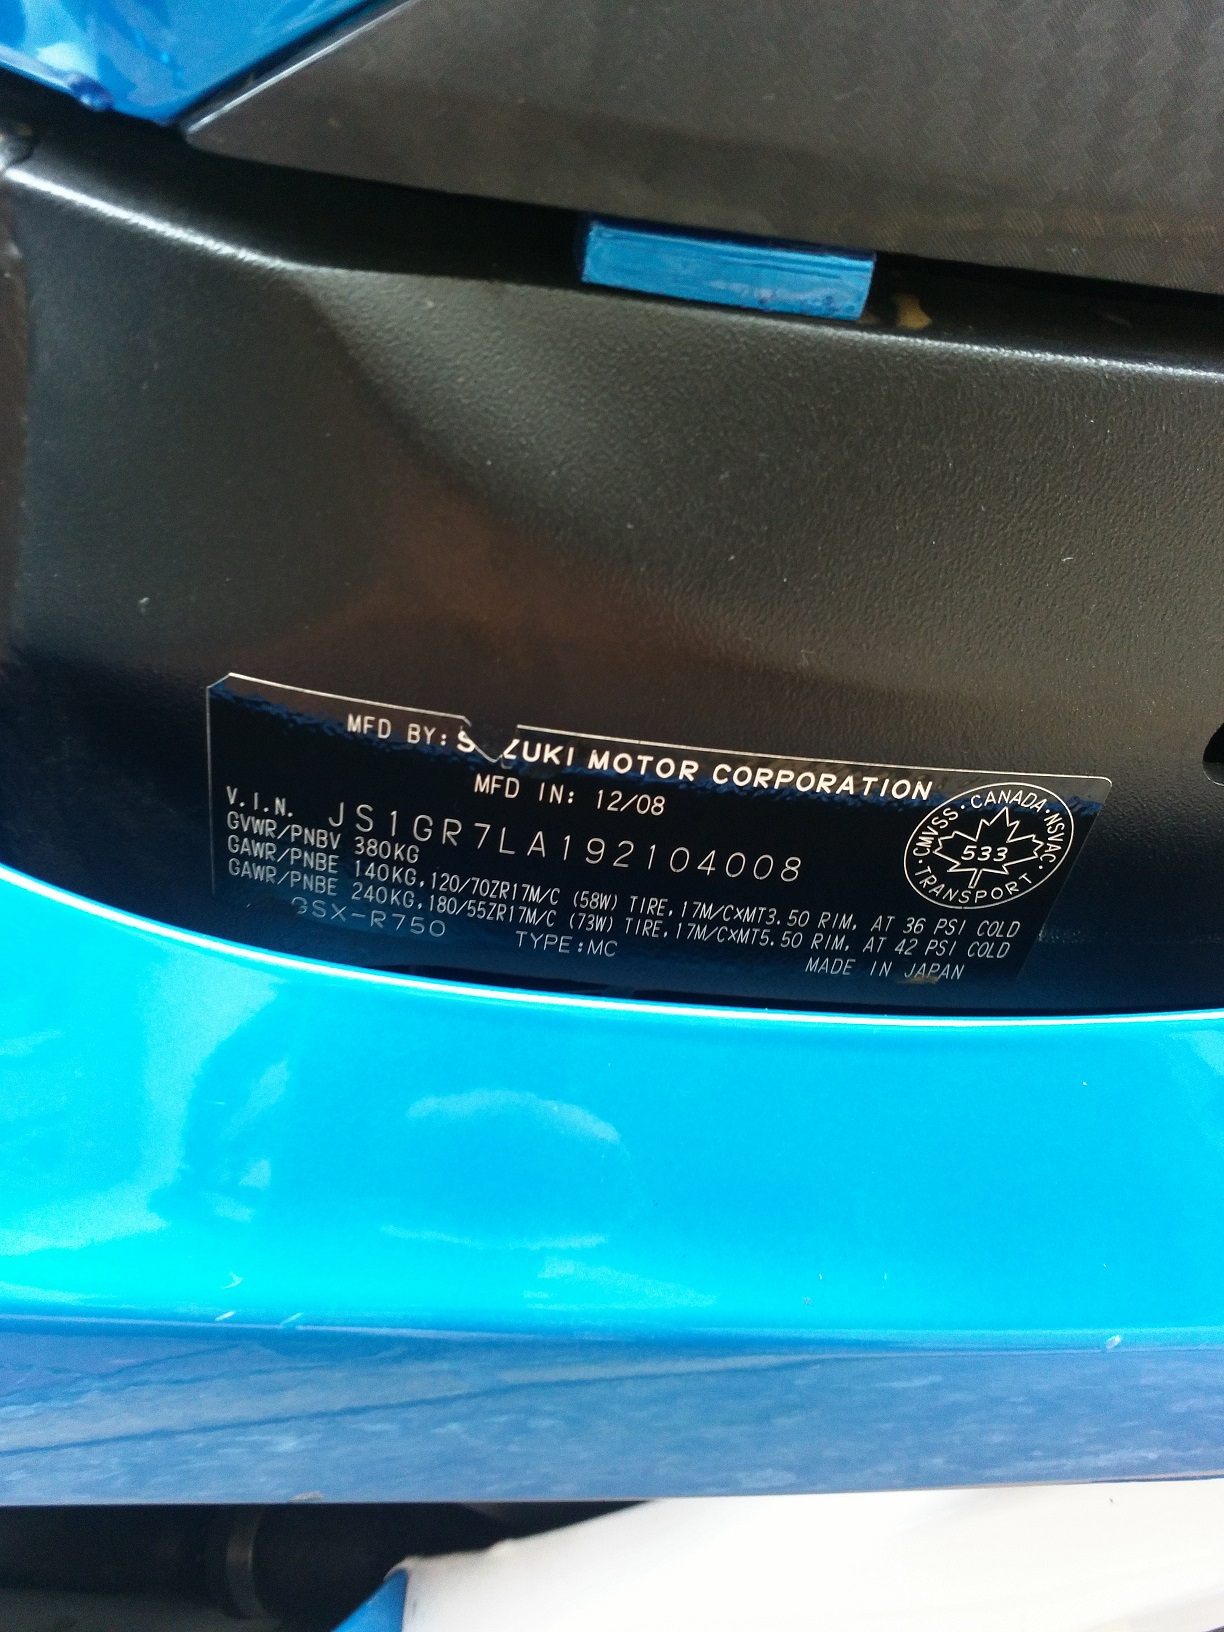 MFD BY: SUZUKI MOTOR CORPORATION
MFD IN: 12/08
V.I.N. JS1GR7LA192104008
GVWR/PNBV 380KG
GAWR/PNBE 140KG, 120/70ZR17M/C (58W) TIRE, 17M/C×MT3.50 RIM, AT 36 PSI COLD
GAWR/PNBE 240KG, 180/55ZR17M/C (73W) TIRE, 17M/C×MT5.50 RIM, AT 42 PSI COLD
GSX-R750 TYPE:MC MADE IN JAPAN
CMVSS · CANADA · NSVAC · TRANSPORT ·
533